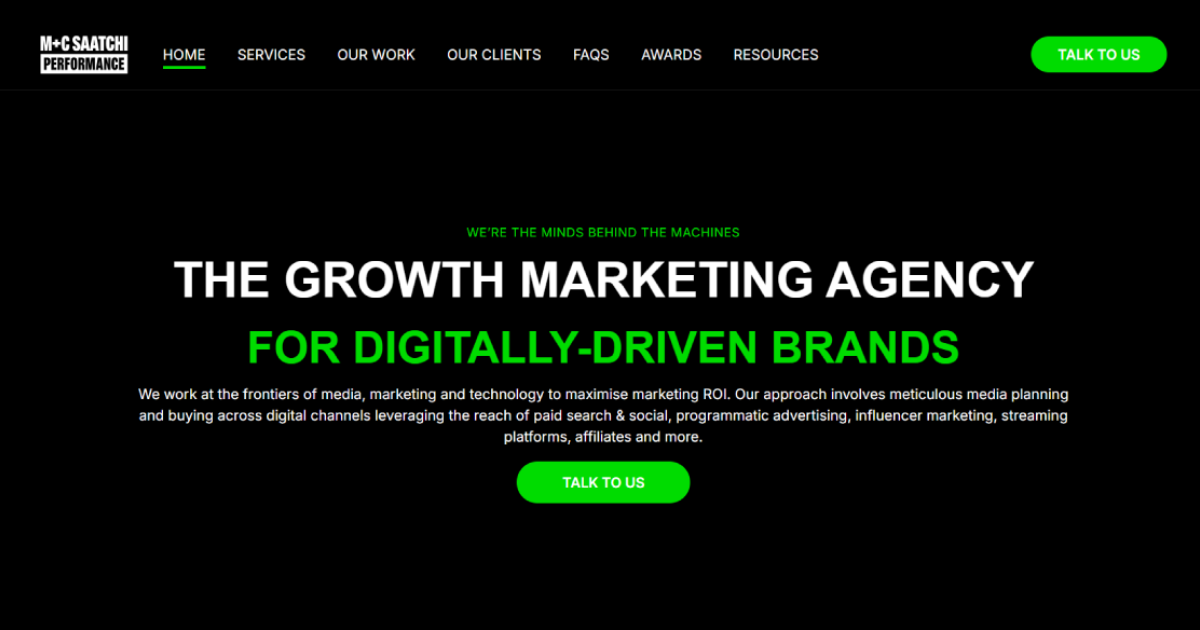 M+C SAATCHI
PERFORMANCE
HOME SERVICES OUR WORK OUR CLIENTS FAQS AWARDS RESOURCES TALK TO US
WE'RE THE MINDS BEHIND THE MACHINES
THE GROWTH MARKETING AGENCY
FOR DIGITALLY-DRIVEN BRANDS
We work at the frontiers of media, marketing and technology to maximise marketing ROI. Our approach involves meticulous media planning
and buying across digital channels leveraging the reach of paid search & social, programmatic advertising, influencer marketing, streaming
platforms, affiliates and more.
TALK TO US